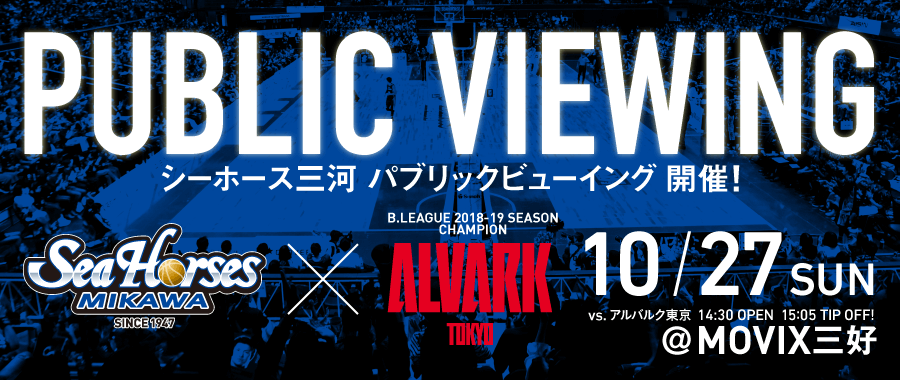 PUBLIC VIEWING
シーホース三河 パブリックビューイング 開催！
SeaHorses
MIKAWA
SINCE 1947
×
B.LEAGUE 2018-19 SEASON
CHAMPION
ALVARK
TOKYO
10/27 SUN
vs. アルバルク東京 14:30 OPEN 15:05 TIP OFF!
@MOVIX三好